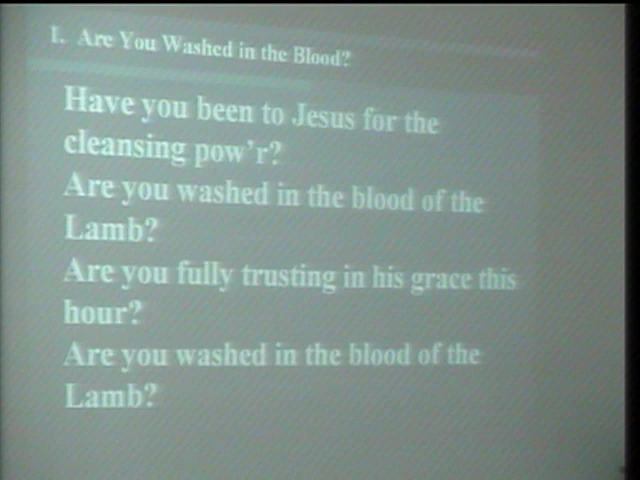 1. Are You Washed in the Blood?
Have you been to Jesus for the
cleansing pow'r?
Are you washed in the blood of the
Lamb?
Are you fully trusting in his grace this
hour?
Are you washed in the blood of the
Lamb?